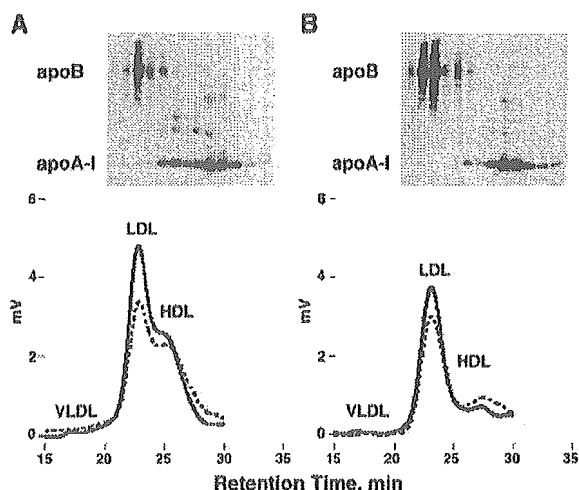 A B
apoB apoB
apoA-I apoA-I
6 6
LDL LDL
4 4
mV mV
HDL HDL
2 2
VLDL VLDL
0 0
15 20 25 30 35 15 20 25 30 35
Retention Time, min